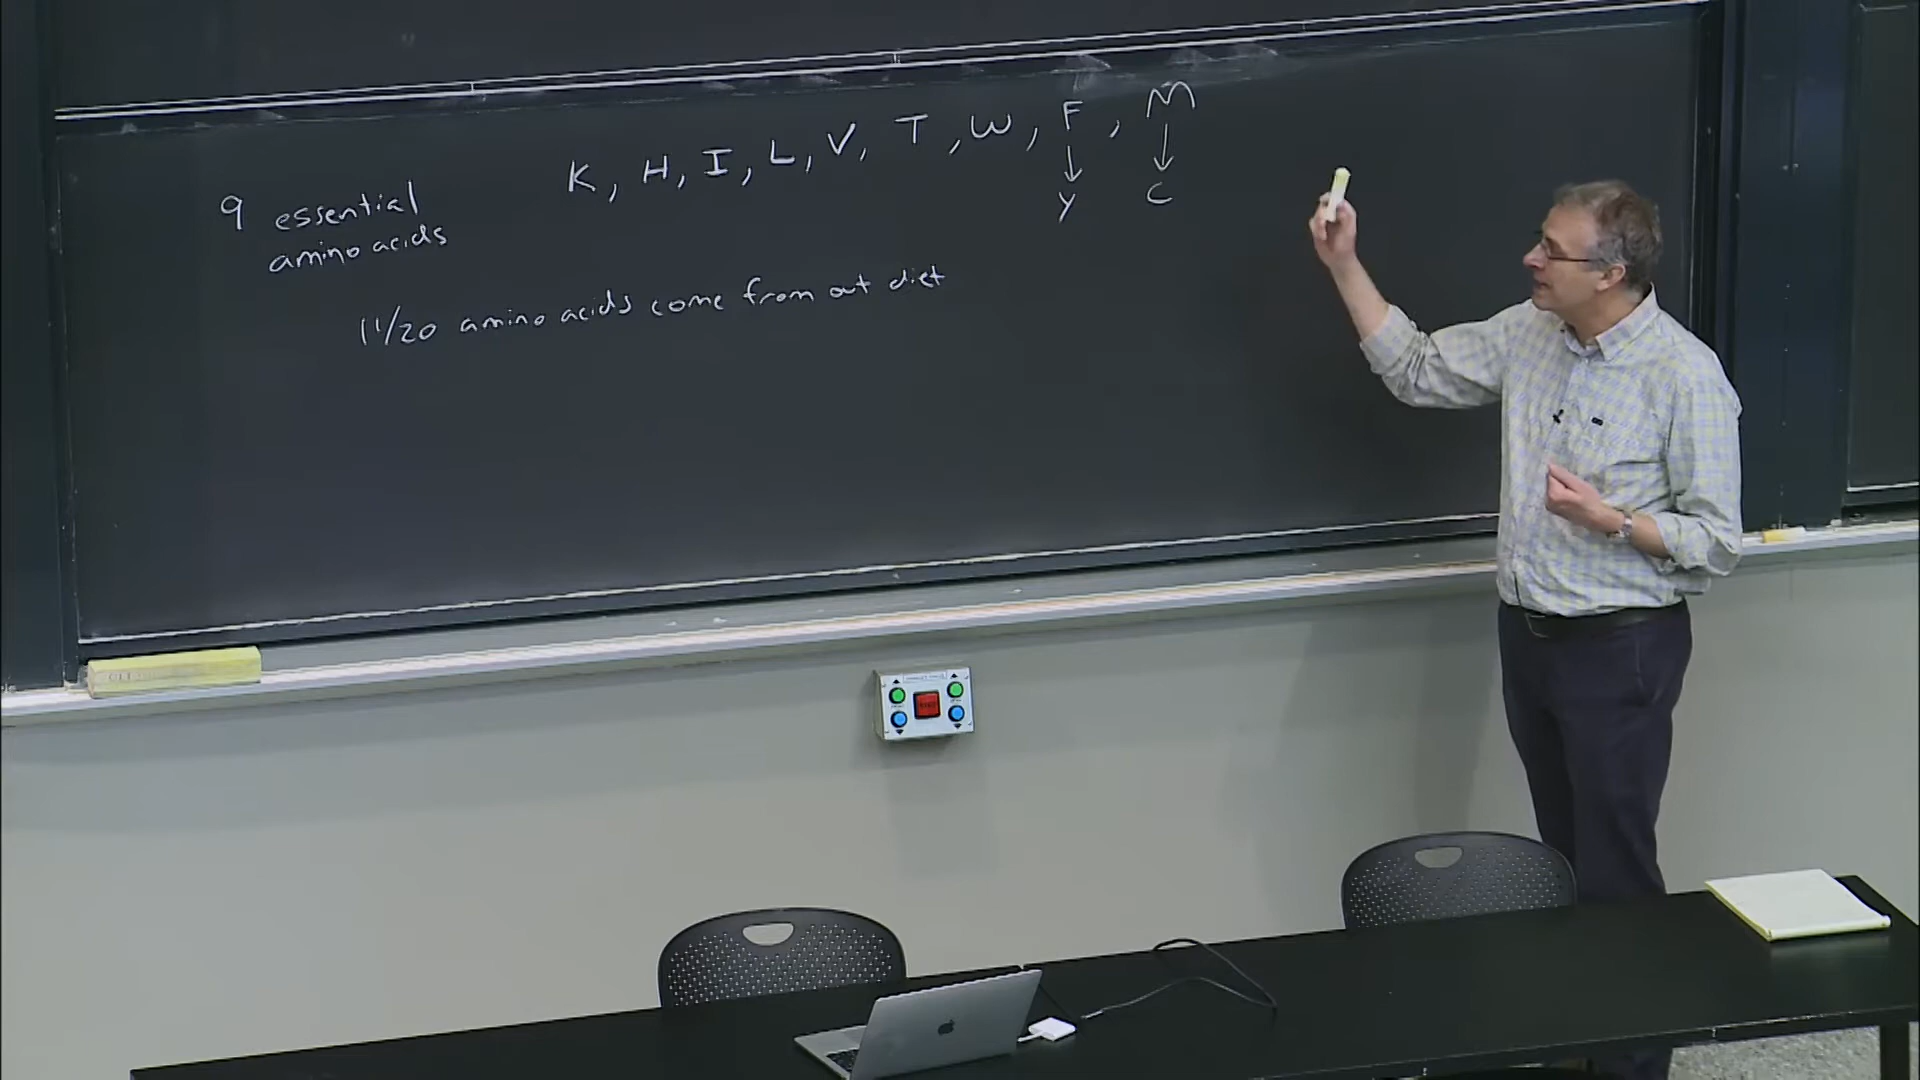 K, H, I, L, V, T, W, F, M
↓ ↓
Y C
9 essential
amino acids
11/20 amino acids come from out diet